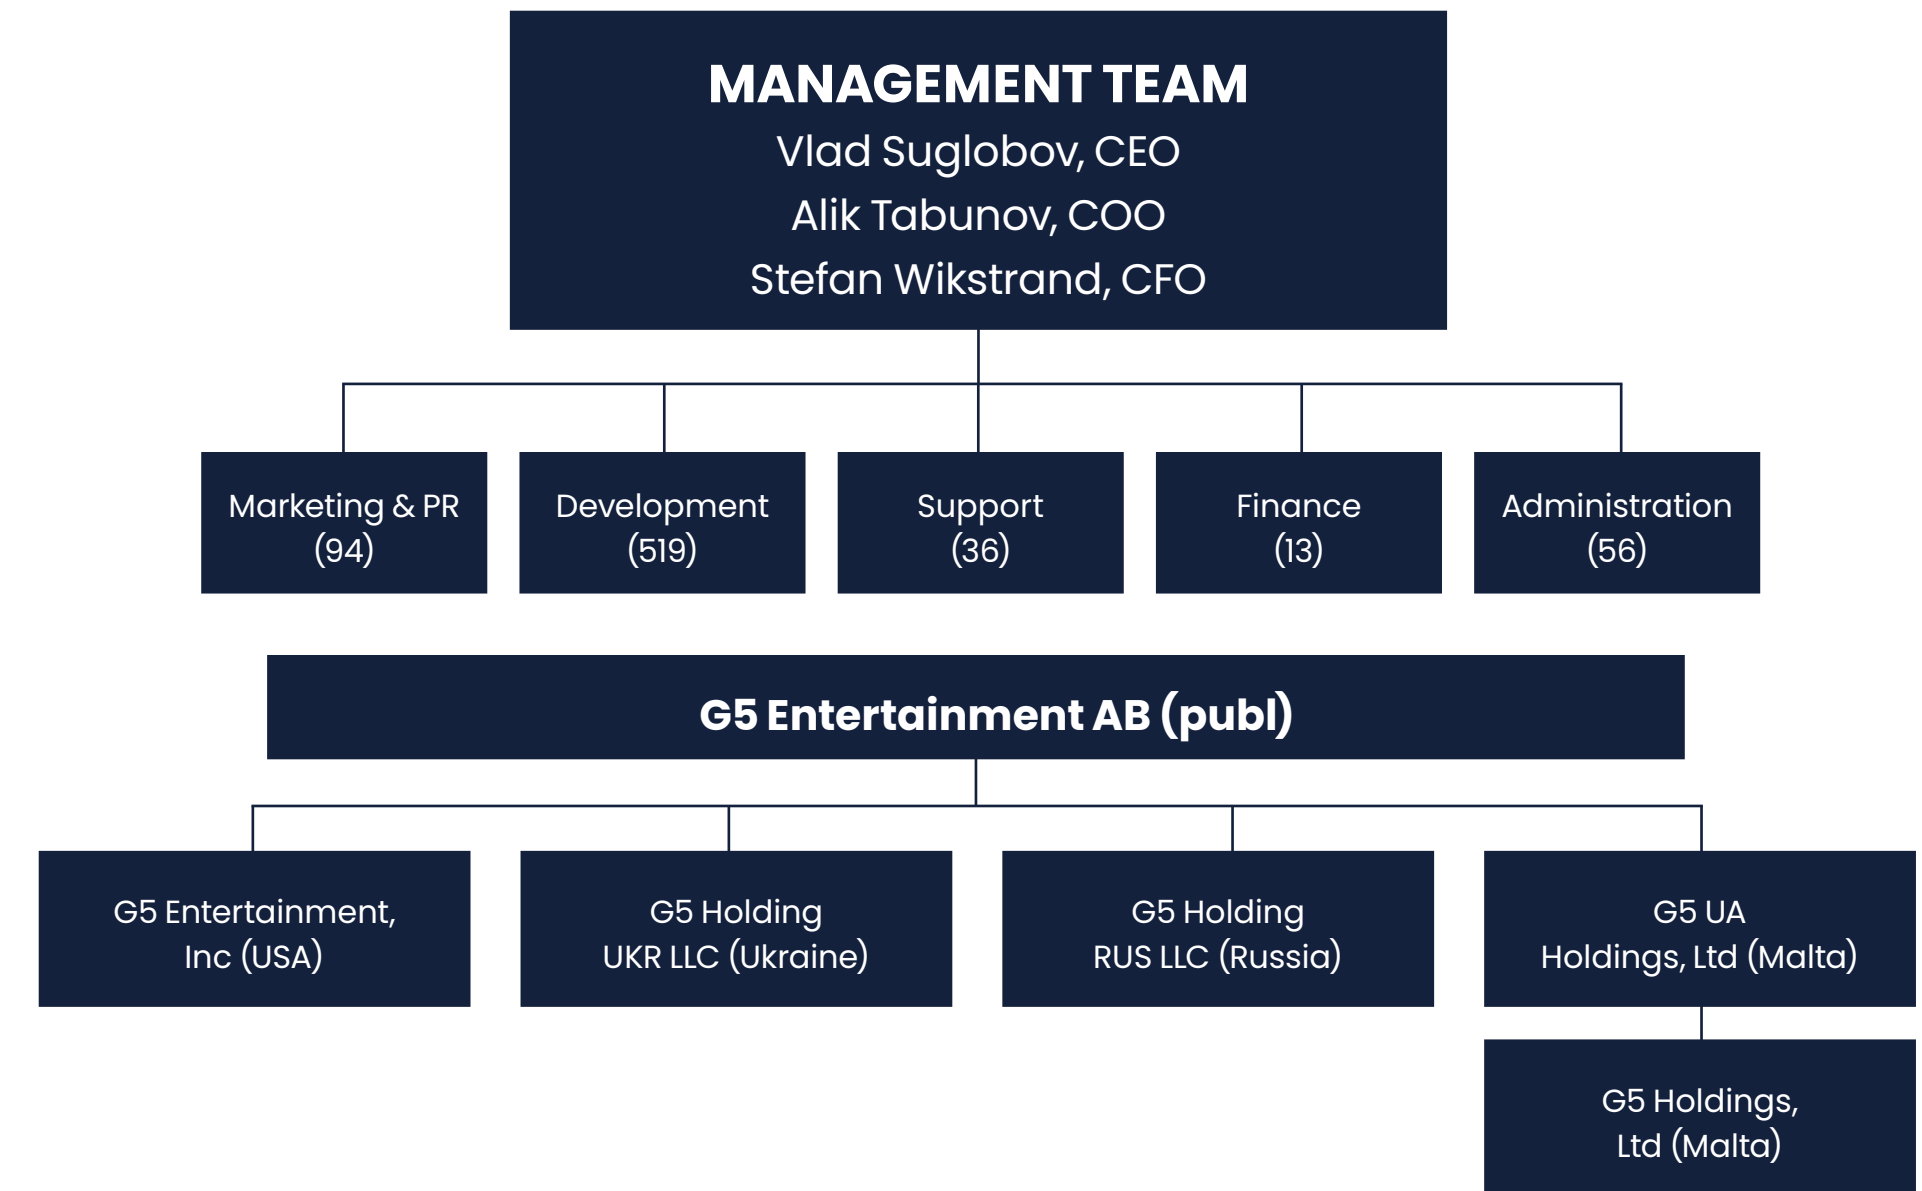 MANAGEMENT TEAM
Vlad Suglobov, CEO
Alik Tabunov, COO
Stefan Wikstrand, CFO
Marketing & PR
(94)
Development
(519)
Support
(36)
Finance
(13)
Administration
(56)
G5 Entertainment AB (publ)
G5 Entertainment,
Inc (USA)
G5 Holding
UKR LLC (Ukraine)
G5 Holding
RUS LLC (Russia)
G5 UA
Holdings, Ltd (Malta)
G5 Holdings,
Ltd (Malta)